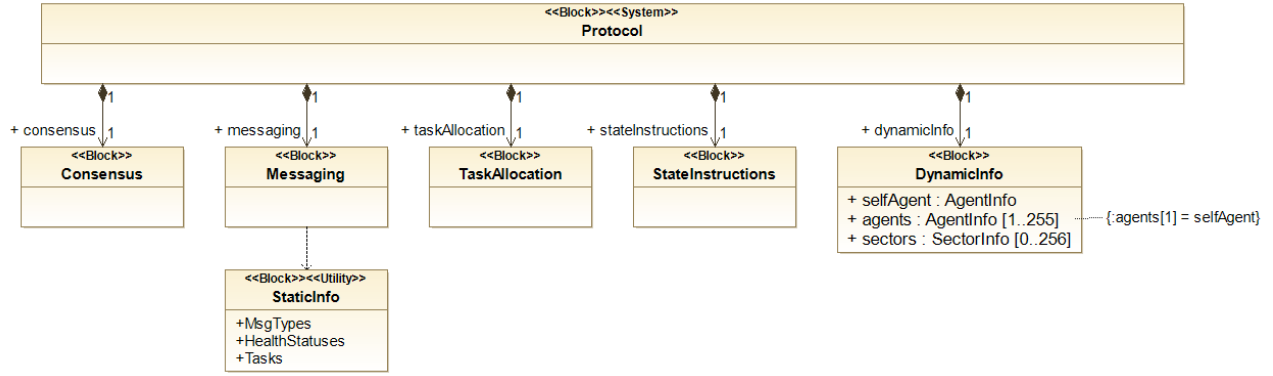 <<Block>><<System>>
Protocol
1 1 1 1 1
+ consensus 1 + messaging 1 + taskAllocation 1 + stateInstructions 1 + dynamicInfo 1
<<Block>>
Consensus
<<Block>>
Messaging
<<Block>>
TaskAllocation
<<Block>>
StateInstructions
<<Block>>
DynamicInfo
+ selfAgent : AgentInfo
+ agents : AgentInfo [1..255]
+ sectors : SectorInfo [0..256]
{:agents[1] = selfAgent}
<<Block>><<Utility>>
StaticInfo
+MsgTypes
+HealthStatuses
+Tasks